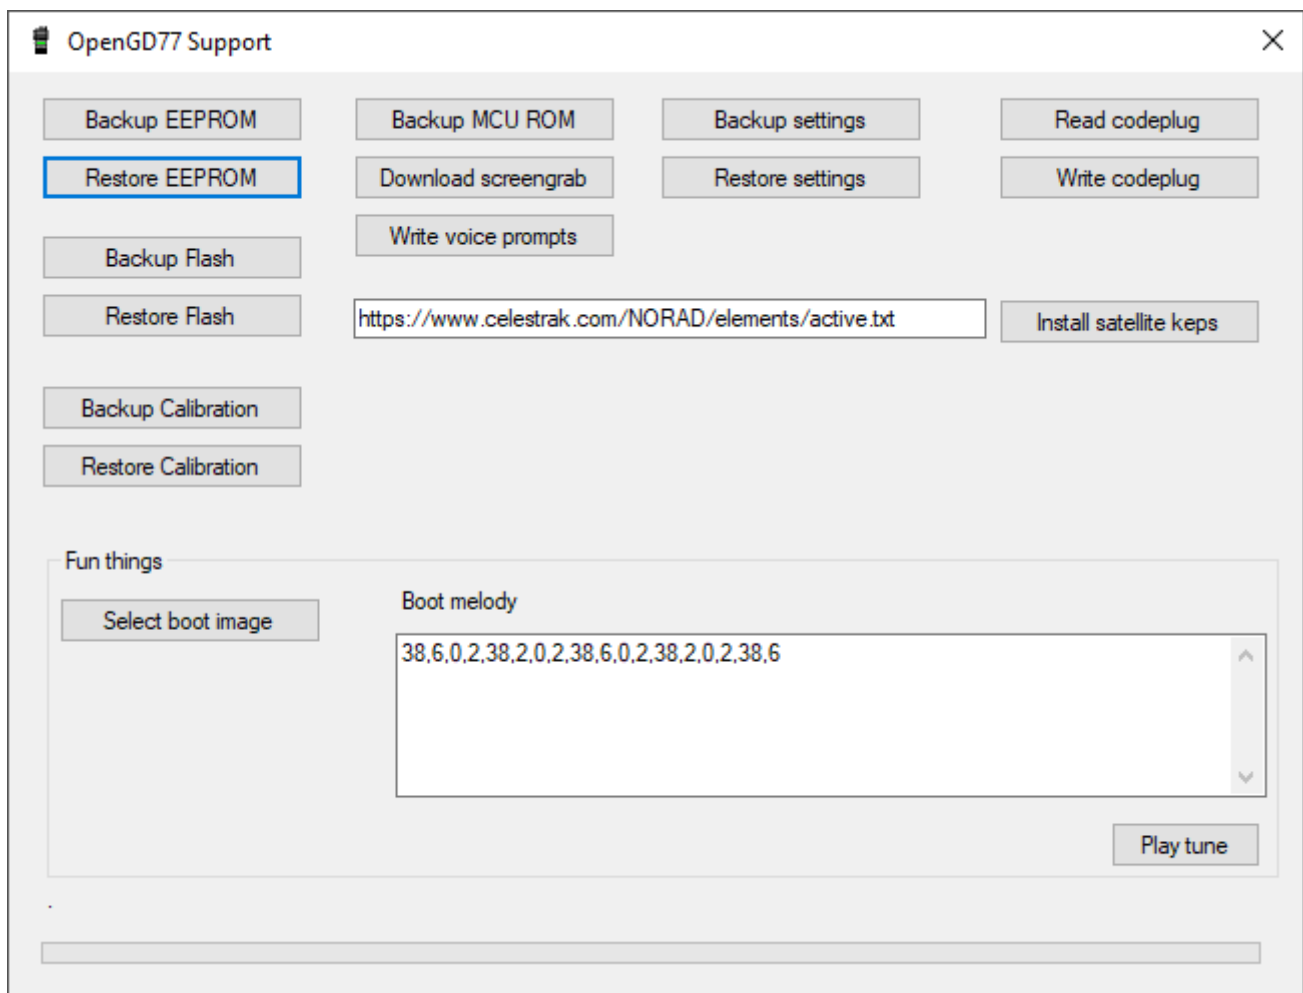 OpenGD77 Support
Backup EEPROM
Backup MCU ROM
Backup settings
Read codeplug
Restore EEPROM
Download screengrab
Restore settings
Write codeplug
Write voice prompts
Backup Flash
Restore Flash
https://www.celestrak.com/NORAD/elements/active.txt
Install satellite keps
Backup Calibration
Restore Calibration
Fun things
Select boot image
Boot melody
38,6,0,2,38,2,0,2,38,6,0,2,38,2,0,2,38,6
Play tune
.